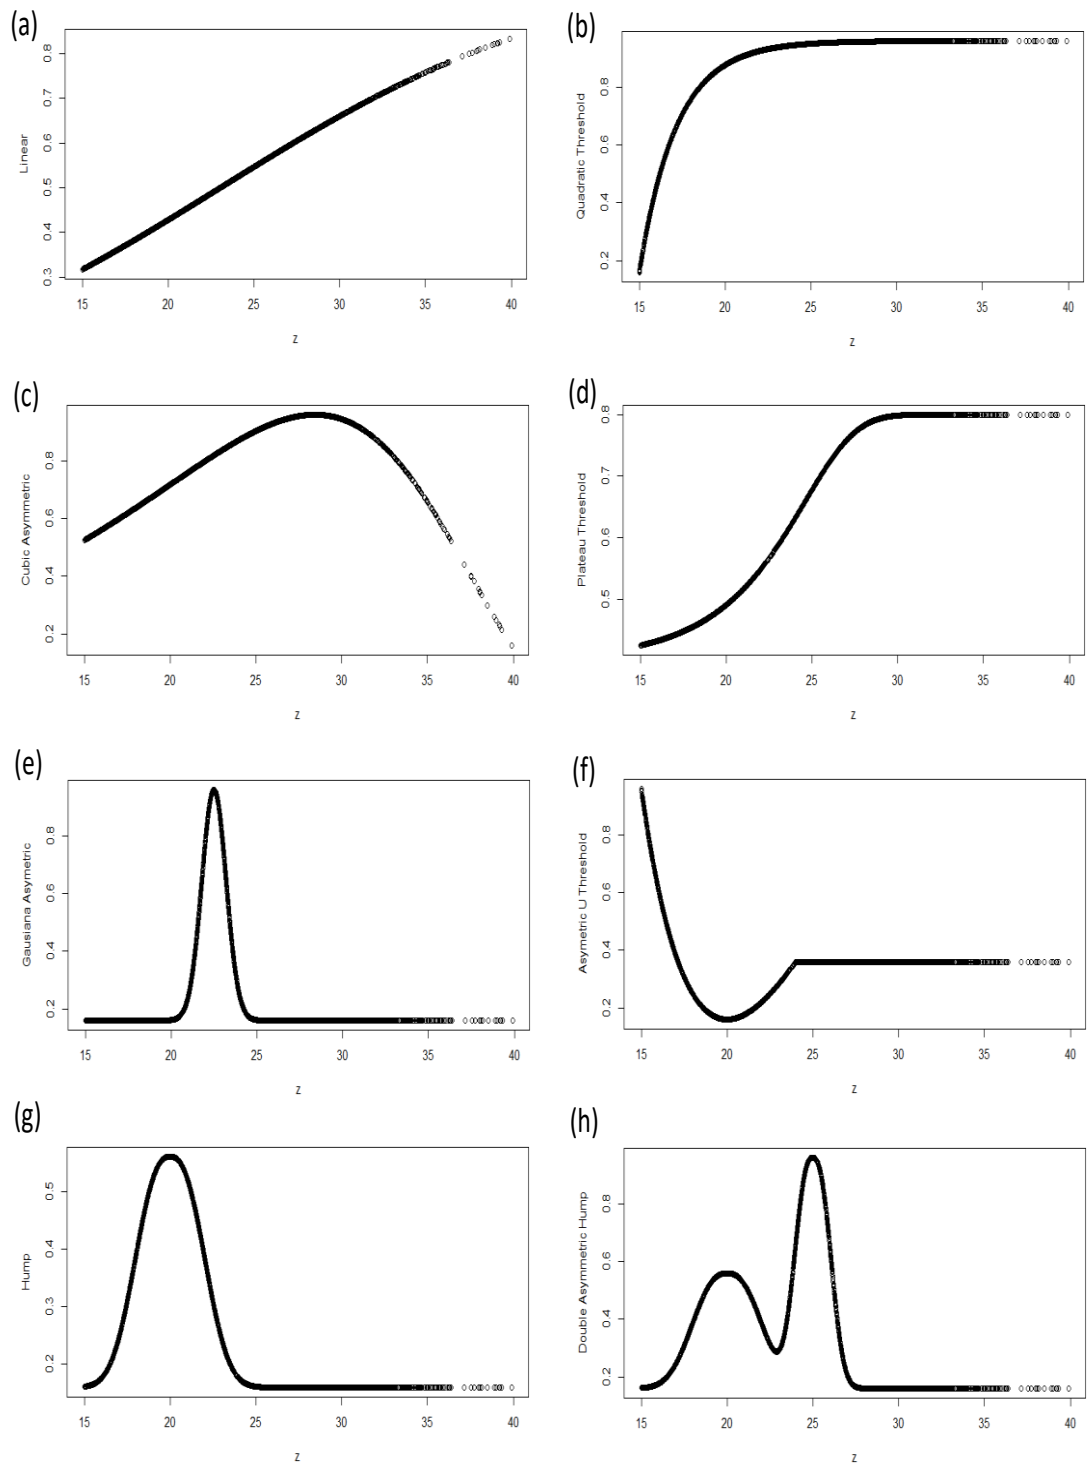 (a)
Linear
0.3 0.4 0.5 0.6 0.7 0.8
15 20 25 30 35 40
z
(b)
Quadratic Threshold
0.2 0.4 0.6 0.8
15 20 25 30 35 40
z
(c)
Cubic Asymmetric
0.2 0.4 0.6 0.8
15 20 25 30 35 40
z
(d)
Plateau Threshold
0.5 0.6 0.7 0.8
15 20 25 30 35 40
z
(e)
Gausiana Asymetric
0.2 0.4 0.6 0.8
15 20 25 30 35 40
z
(f)
Asymetric U Threshold
0.2 0.4 0.6 0.8
15 20 25 30 35 40
z
(g)
Hump
0.2 0.3 0.4 0.5
15 20 25 30 35 40
z
(h)
Double Asymmetric Hump
0.2 0.4 0.6 0.8
15 20 25 30 35 40
z